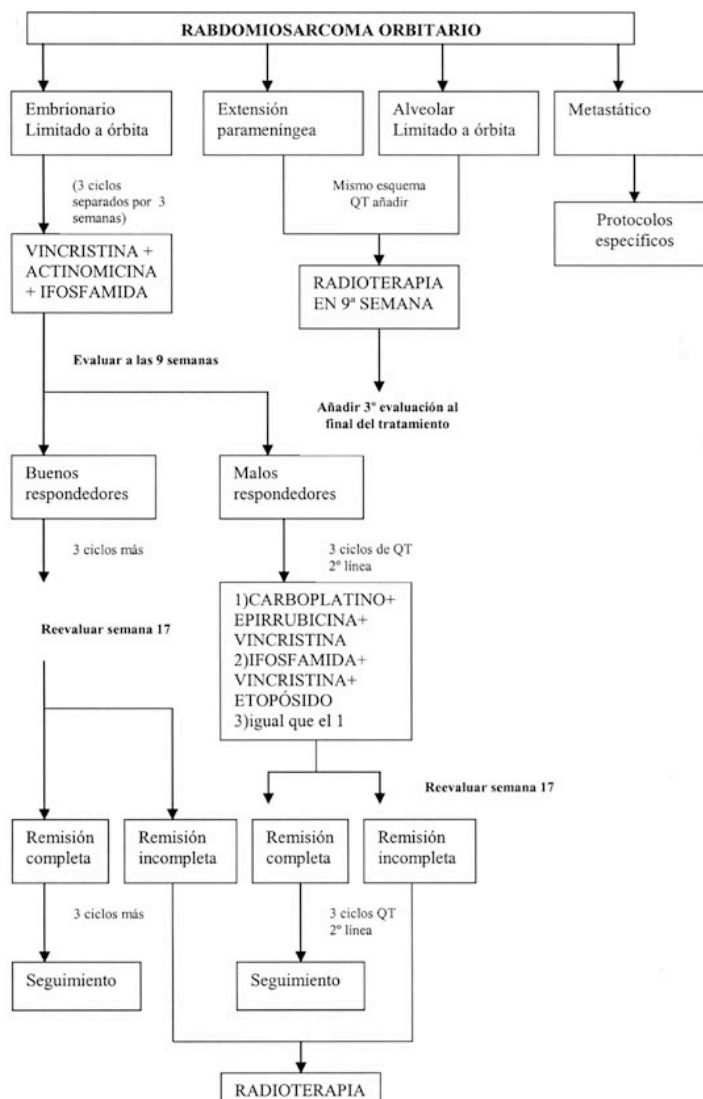 RABDOMIOSARCOMA ORBITARIO
Embrionario
Limitado a órbita
Extensión
parameníngea
Alveolar
Limitado a órbita
Metastático
(3 ciclos
separados por 3
semanas)
Mismo esquema
QT añadir
Protocolos
específicos
VINCRISTINA +
ACTINOMICINA
+ IFOSFAMIDA
RADIOTERAPIA
EN 9ª SEMANA
Evaluar a las 9 semanas
Añadir 3º evaluación al
final del tratamiento
Buenos
respondedores
Malos
respondedores
3 ciclos más
3 ciclos de QT
2º línea
1)CARBOPLATINO+
EPIRRUBICINA+
VINCRISTINA
2)IFOSFAMIDA+
VINCRISTINA+
ETOPÓSIDO
3)igual que el 1
Reevaluar semana 17
Reevaluar semana 17
Remisión
completa
Remisión
incompleta
Remisión
completa
Remisión
incompleta
3 ciclos más
3 ciclos QT
2º línea
Seguimiento
Seguimiento
RADIOTERAPIA